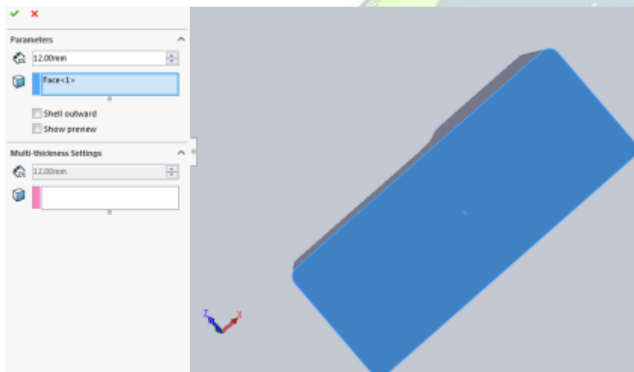 Parameters
12.00mm
Face<1>
Shell outward
Show preview
Multi-thickness Settings
12.00mm
Z
X